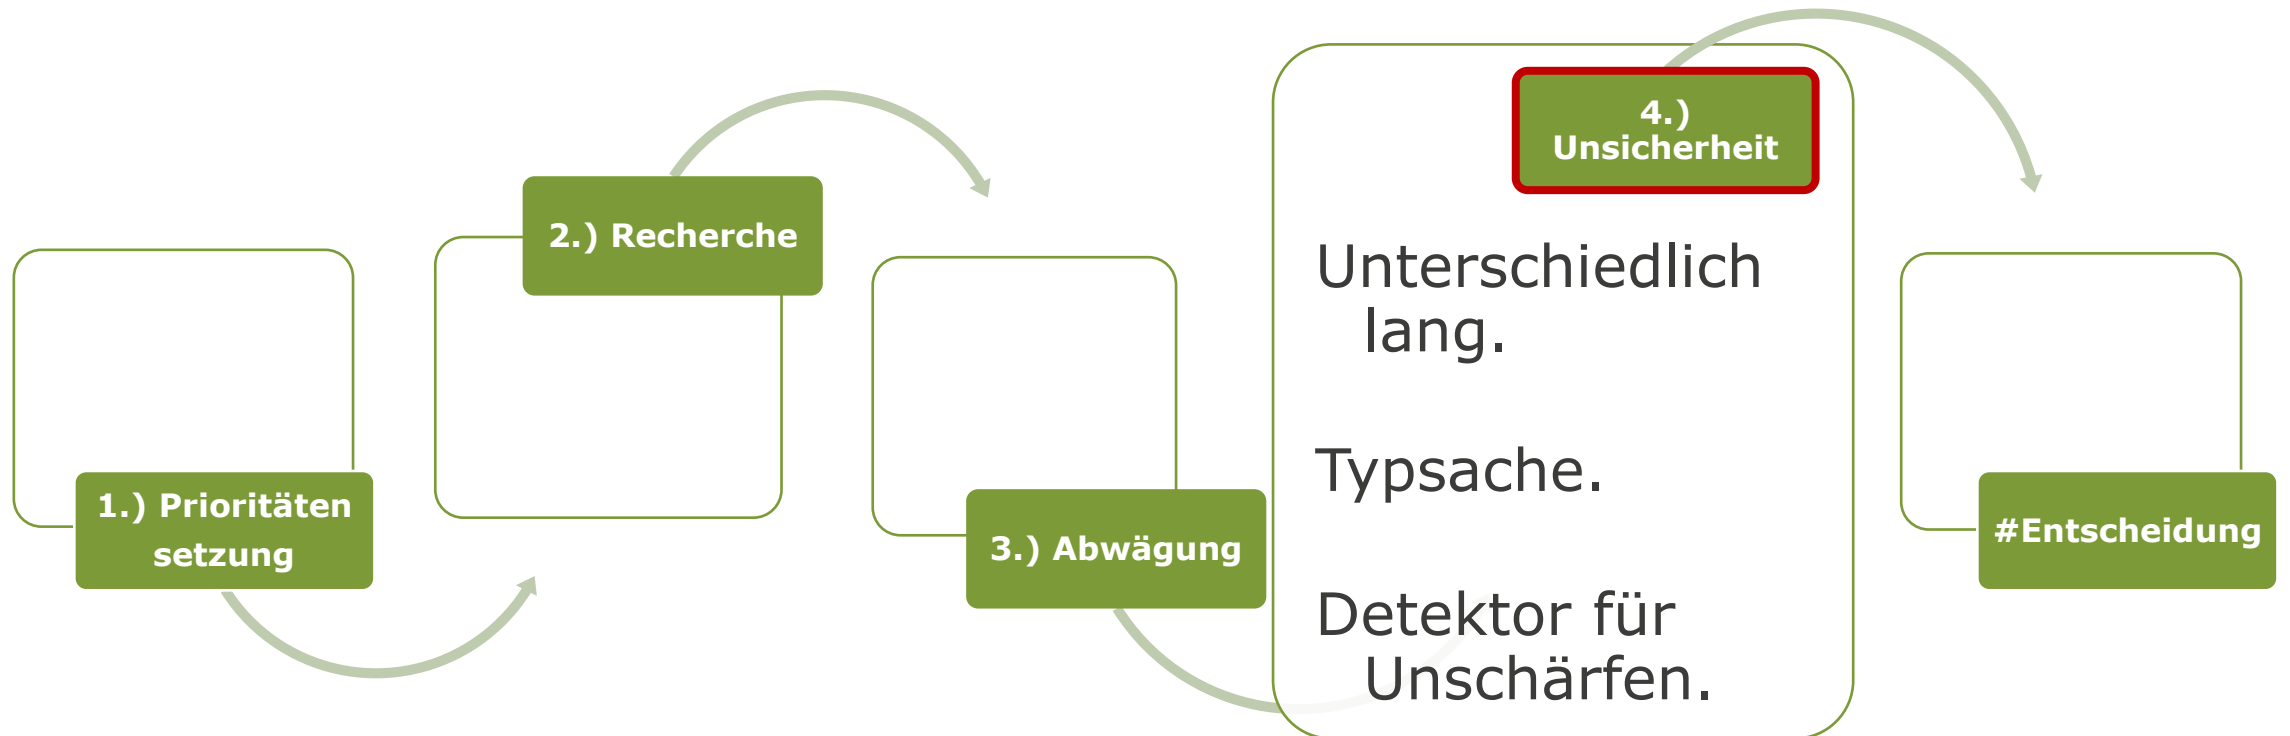 1.) Prioritäten
setzung
2.) Recherche
3.) Abwägung
4.)
Unsicherheit
Unterschiedlich
lang.
Typsache.
Detektor für
Unschärfen.
#Entscheidung